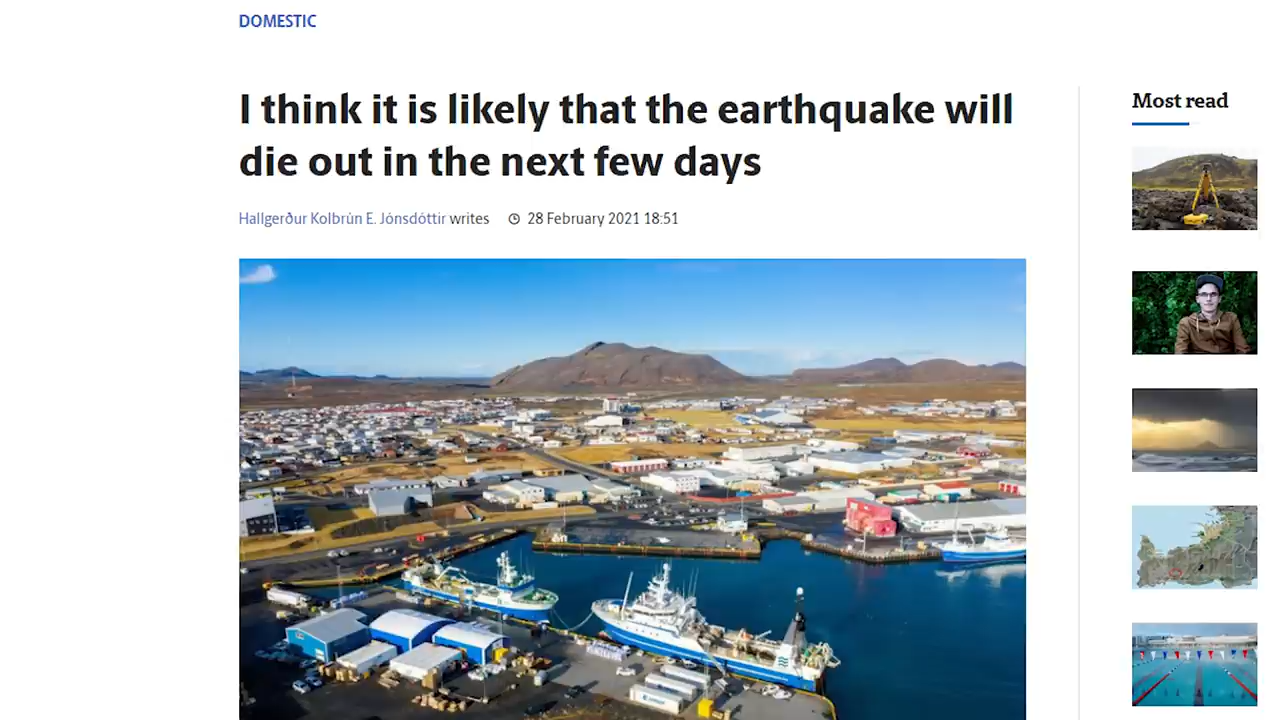 DOMESTIC
I think it is likely that the earthquake will
die out in the next few days
Hallgerður Kolbrún E. Jónsdóttir writes 28 February 2021 18:51
Most read